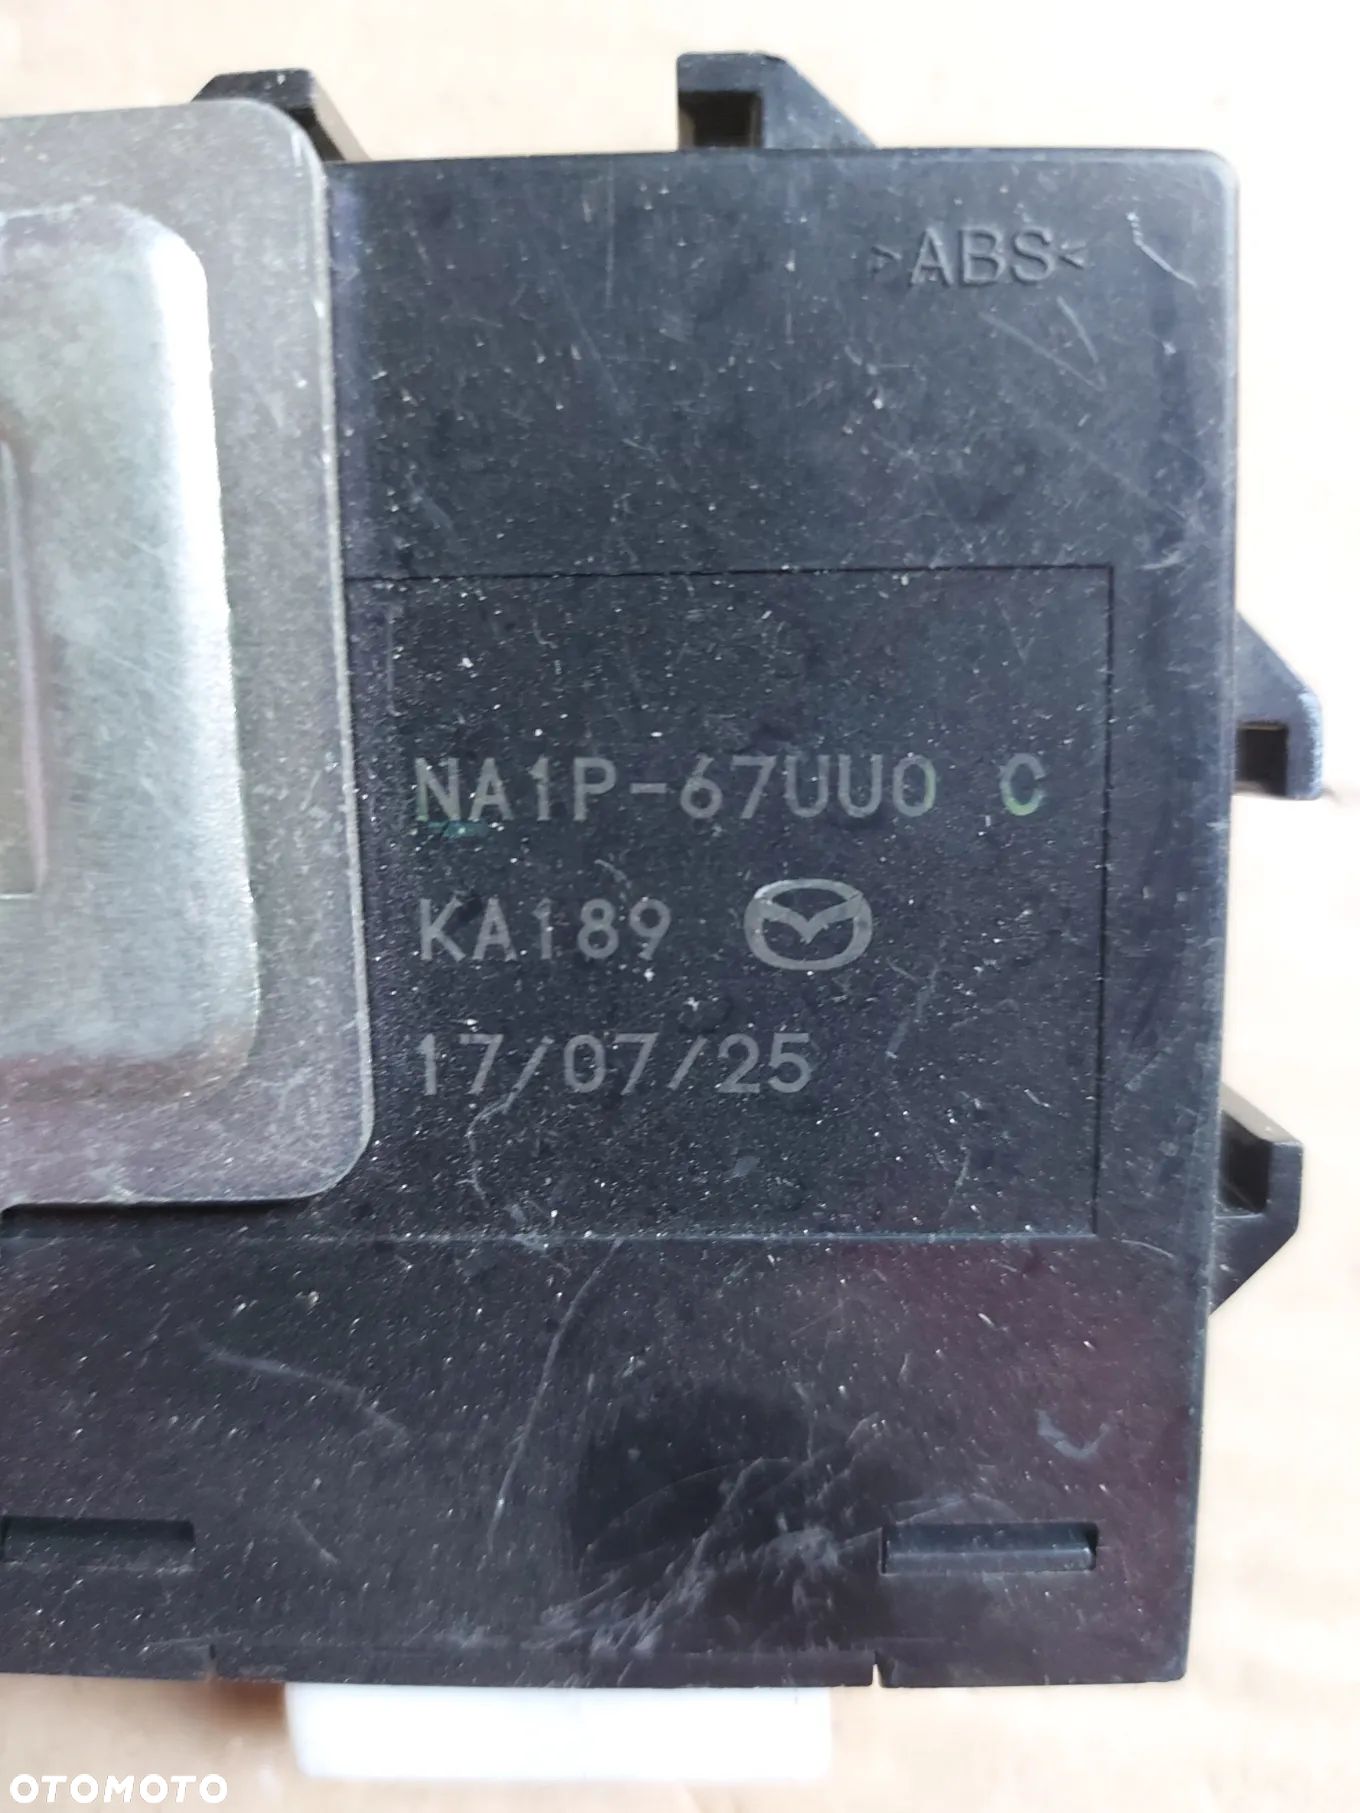 >ABS<
NA1P-67UU0 C
KA189
17/07/25
OTOMOTO